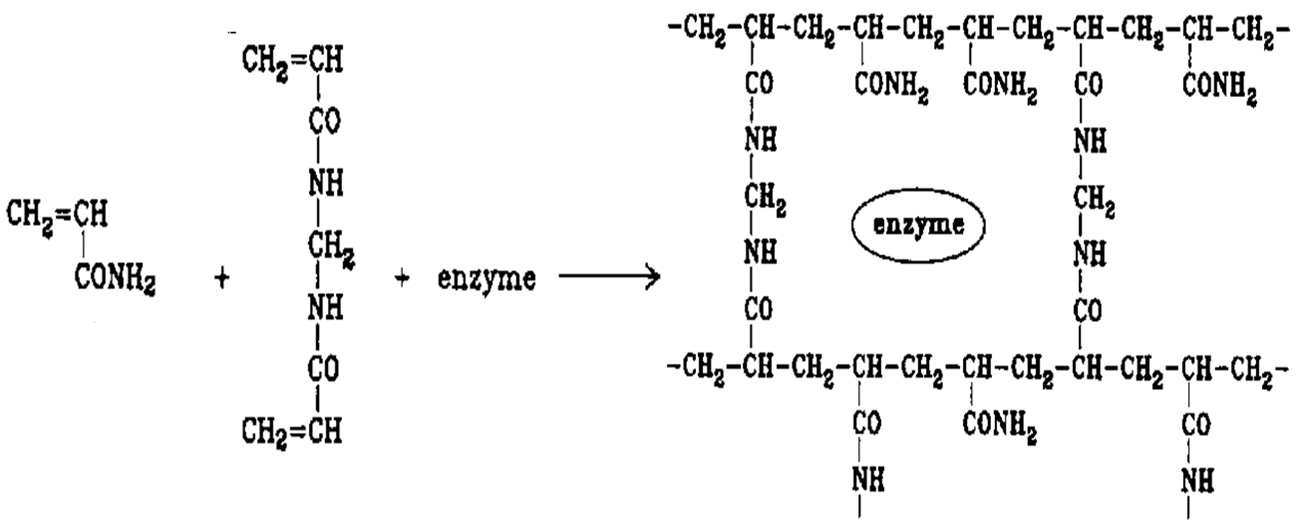 -CH₂-CH-CH₂-CH-CH₂-CH-CH₂-CH-CH₂-CH-CH₂-
CH₂=CH
CO CONH₂ CONH₂ CO CONH₂
CO
NH NH
NH
CH₂ CH₂
CH₂=CH enzyme
CH₂ NH NH
CONH₂ + + enzyme
NH CO CO
CO -CH₂-CH-CH₂-CH-CH₂-CH-CH₂-CH-CH₂-CH-CH₂-
CH₂=CH CO CONH₂ CO
NH NH